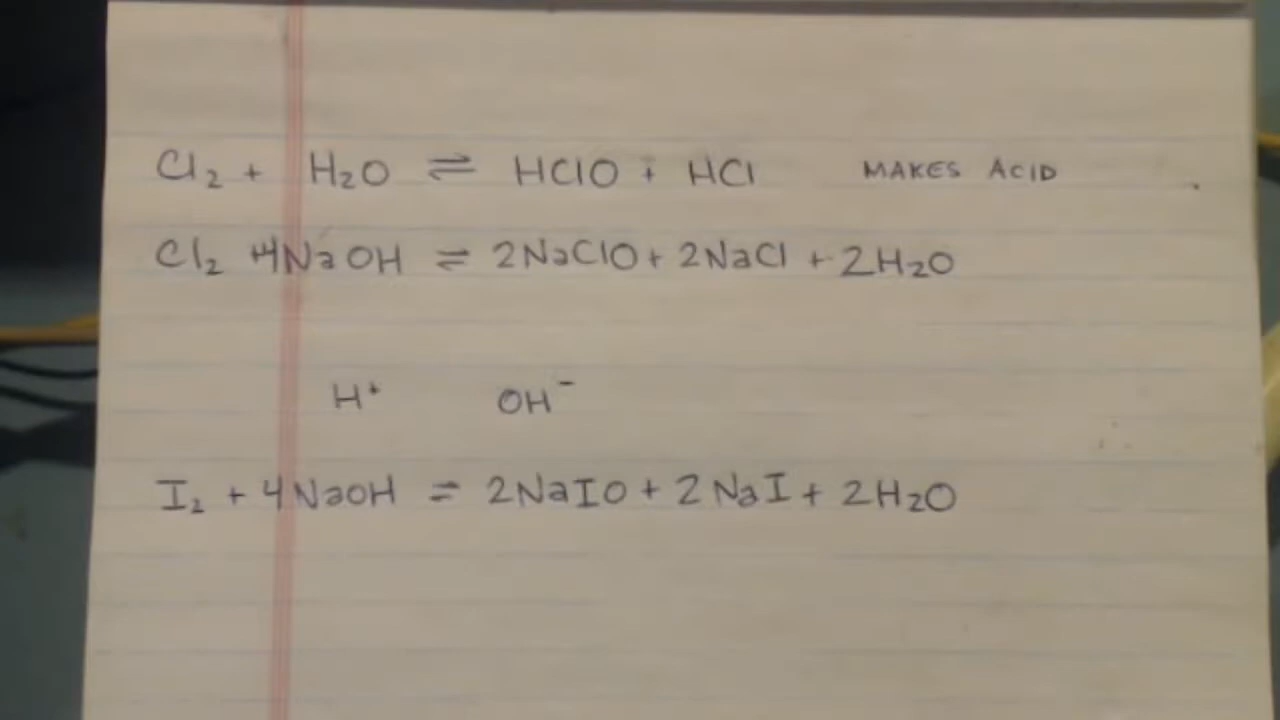 Cl₂ + H₂O ⇌ HClO + HCl MAKES ACID
Cl₂ +4NaOH ⇌ 2NaClO + 2NaCl + 2H₂O
H⁺ OH⁻
I₂ + 4NaOH = 2NaIO + 2NaI + 2H₂O